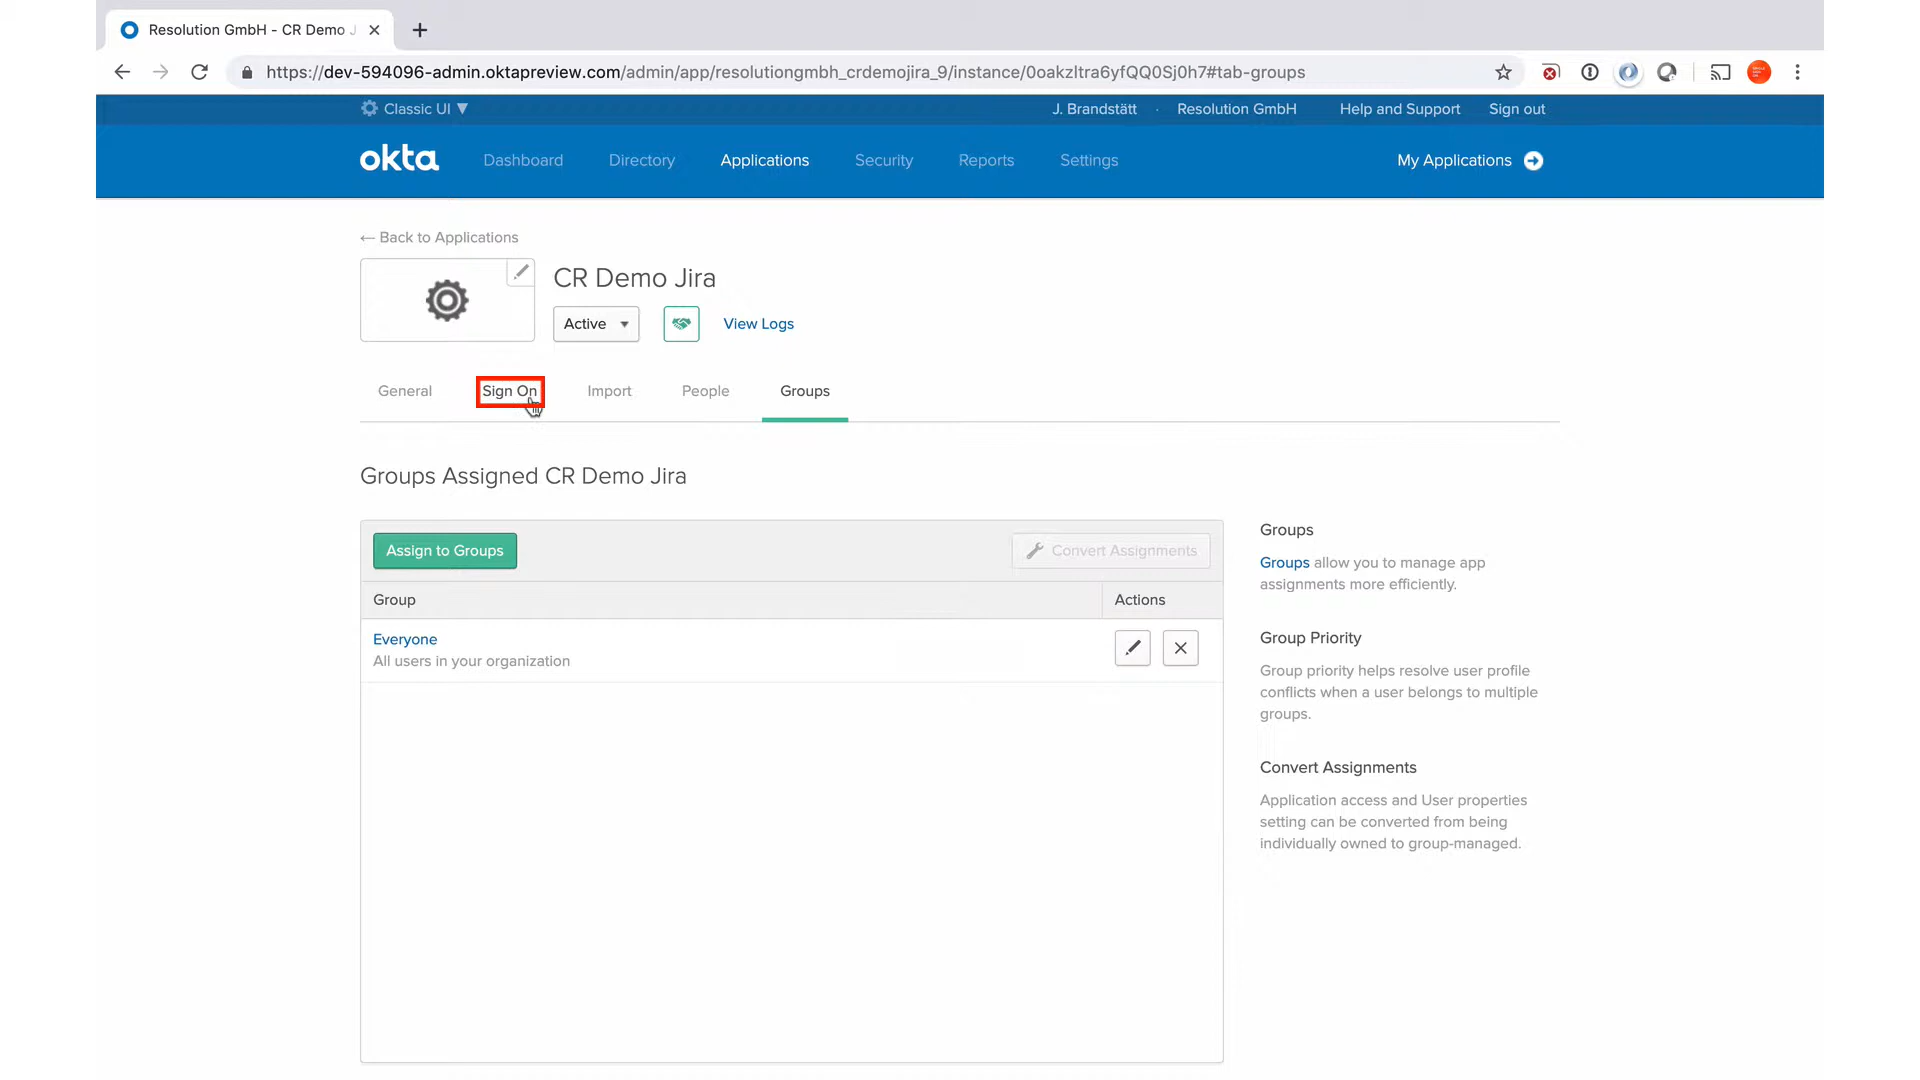 Resolution GmbH - CR Demo J
https://dev-594096-admin.oktapreview.com/admin/app/resolutiongmbh_crdemojira_9/instance/0oakzltra6yfQQ0Sj0h7#tab-groups
Classic UI ▼
J. Brandstätt · Resolution GmbH Help and Support Sign out
okta Dashboard Directory Applications Security Reports Settings My Applications
← Back to Applications
CR Demo Jira
Active View Logs
General Sign On Import People Groups
Groups Assigned CR Demo Jira
Assign to Groups Convert Assignments
Group Actions
Everyone
All users in your organization
Groups
Groups allow you to manage app
assignments more efficiently.
Group Priority
Group priority helps resolve user profile
conflicts when a user belongs to multiple
groups.
Convert Assignments
Application access and User properties
setting can be converted from being
individually owned to group-managed.